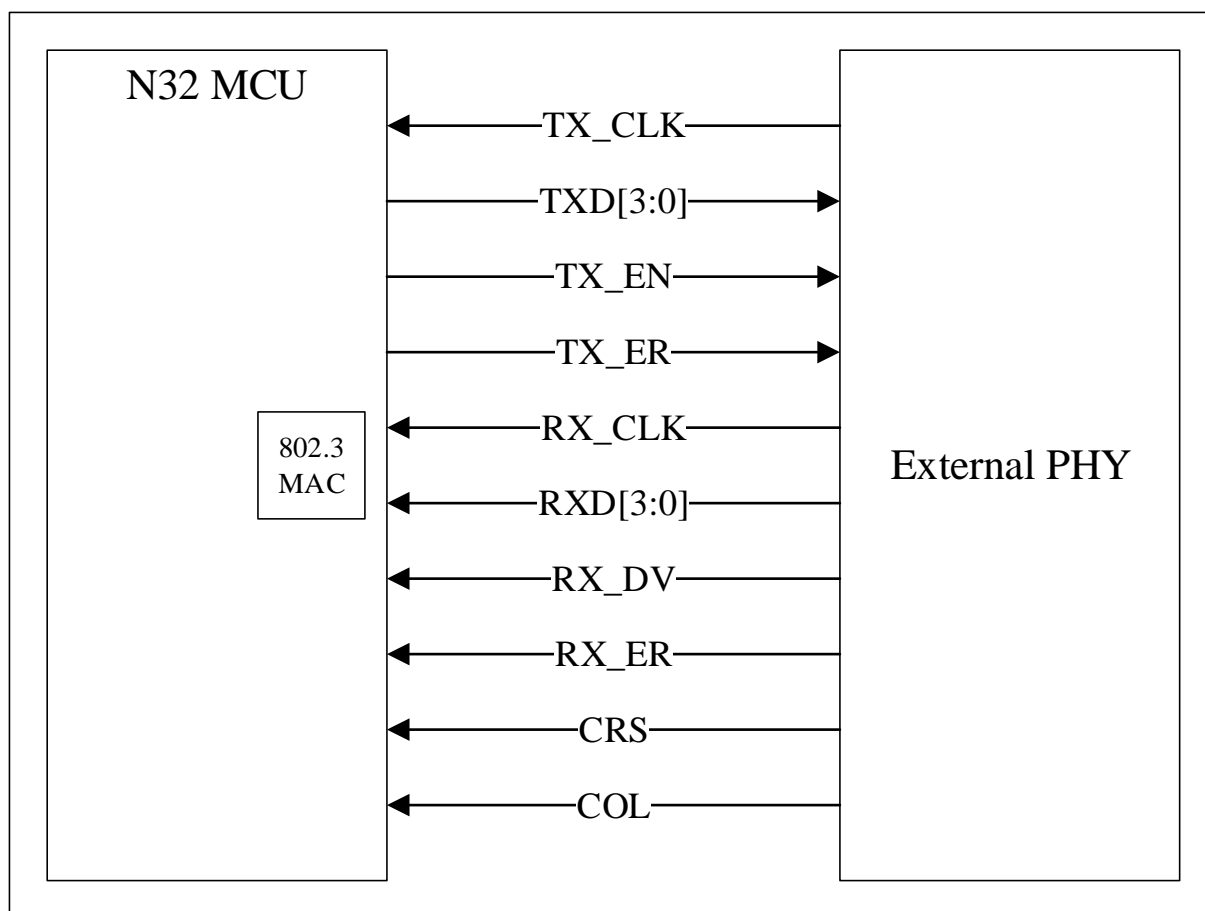 N32 MCU
TX_CLK
TXD[3:0]
TX_EN
TX_ER
RX_CLK
802.3
MAC
RXD[3:0]
External PHY
RX_DV
RX_ER
CRS
COL